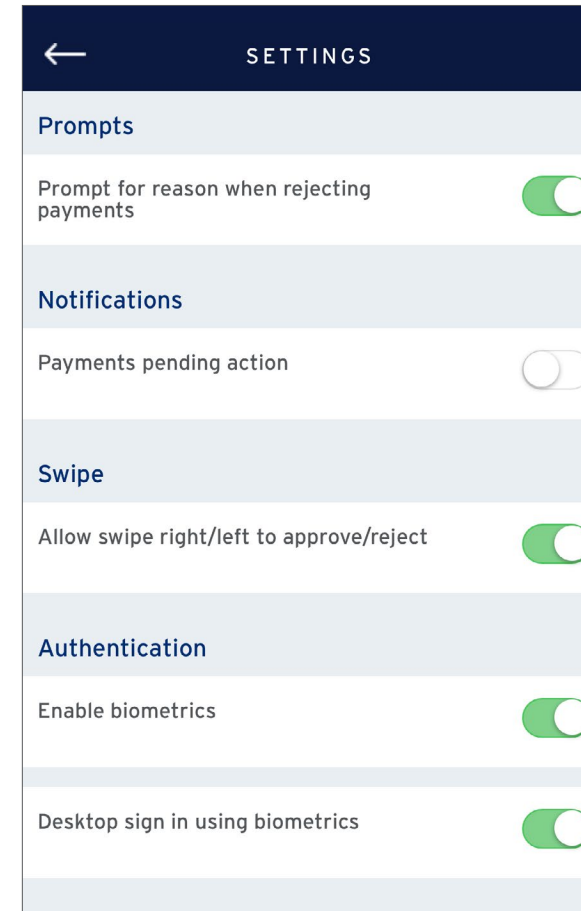 SETTINGS
Prompts
Prompt for reason when rejecting
payments
Notifications
Payments pending action
Swipe
Allow swipe right/left to approve/reject
Authentication
Enable biometrics
Desktop sign in using biometrics